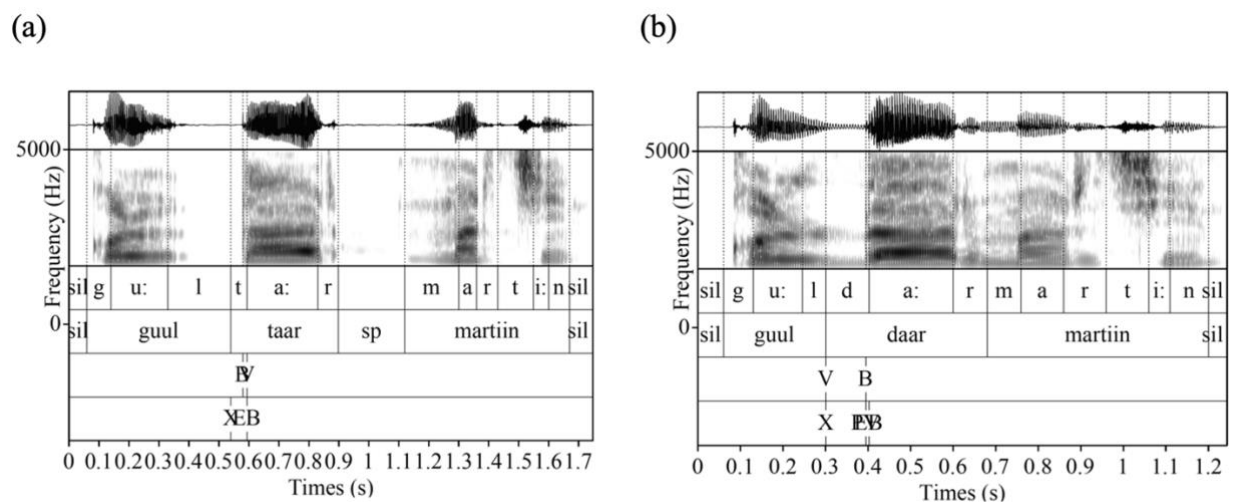 (a)
5000
Frequency (Hz)
0
sil g u: l t a: r m a r t i: n sil
sil guul taar sp martiin sil
B V
X E B
0 0.1 0.2 0.3 0.4 0.5 0.6 0.7 0.8 0.9 1 1.1 1.2 1.3 1.4 1.5 1.6 1.7
Times (s)
(b)
5000
Frequency (Hz)
0
sil g u: l d a: r m a r t i: n sil
sil guul daar martiin sil
V B
X B
0 0.1 0.2 0.3 0.4 0.5 0.6 0.7 0.8 0.9 1 1.1 1.2
Times (s)